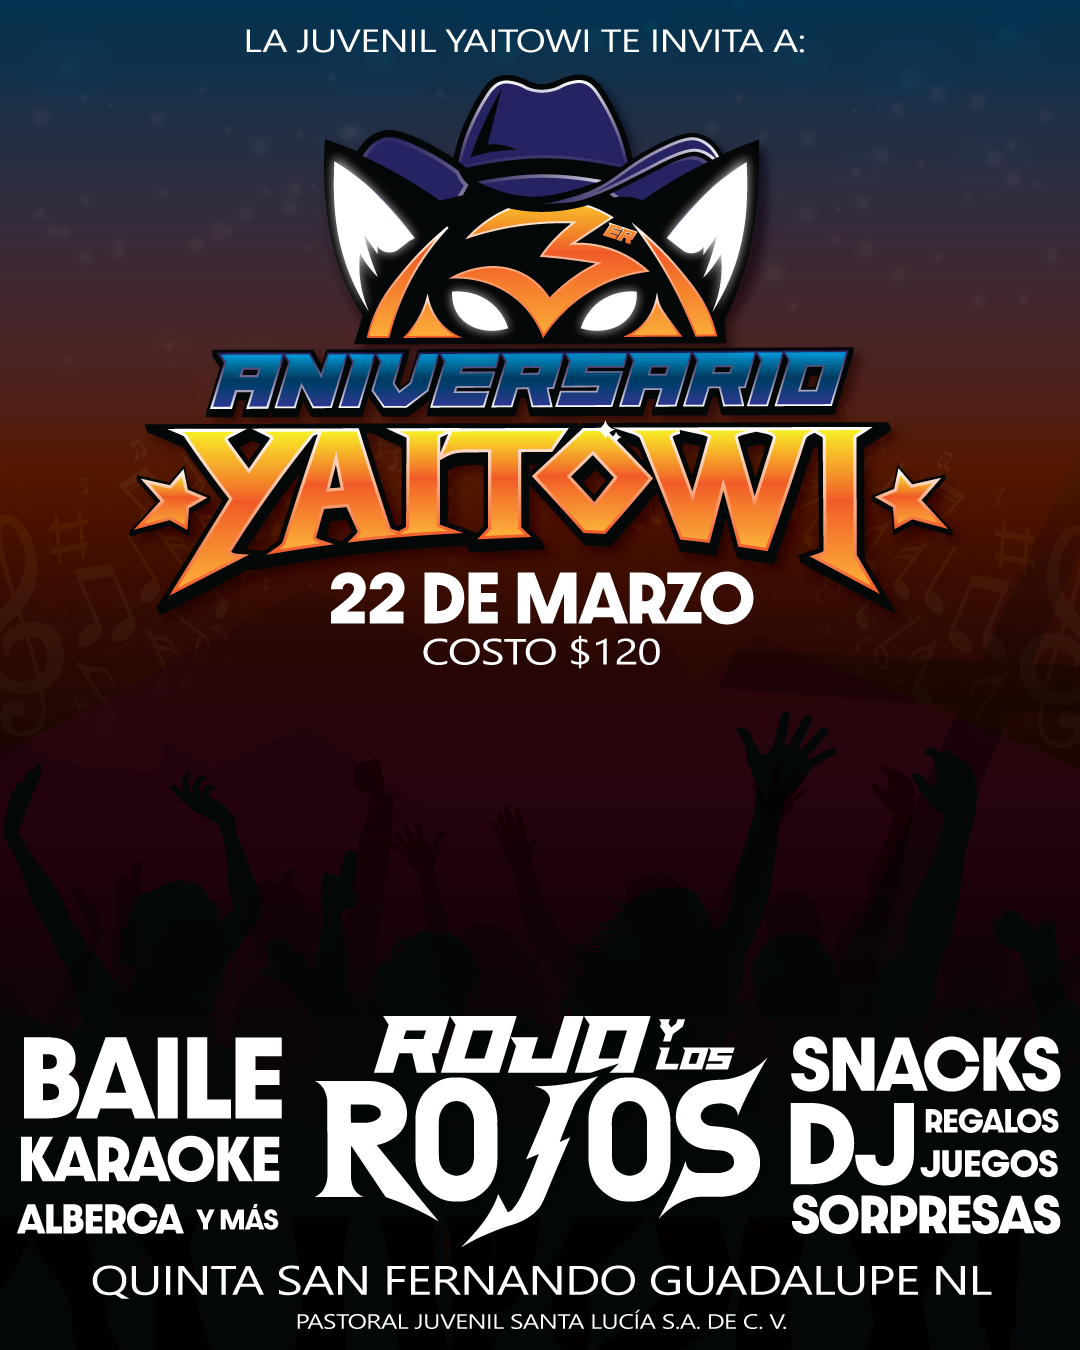 LA JUVENIL YAITOWI TE INVITA A:
3ER
ANIVERSARIO
YAITOWI
22 DE MARZO
COSTO $120
BAILE
KARAOKE
ALBERCA Y MÁS
ROJO Y LOS
ROJOS
SNACKS
DJ REGALOS
JUEGOS
SORPRESAS
QUINTA SAN FERNANDO GUADALUPE NL
PASTORAL JUVENIL SANTA LUCÍA S.A. DE C. V.